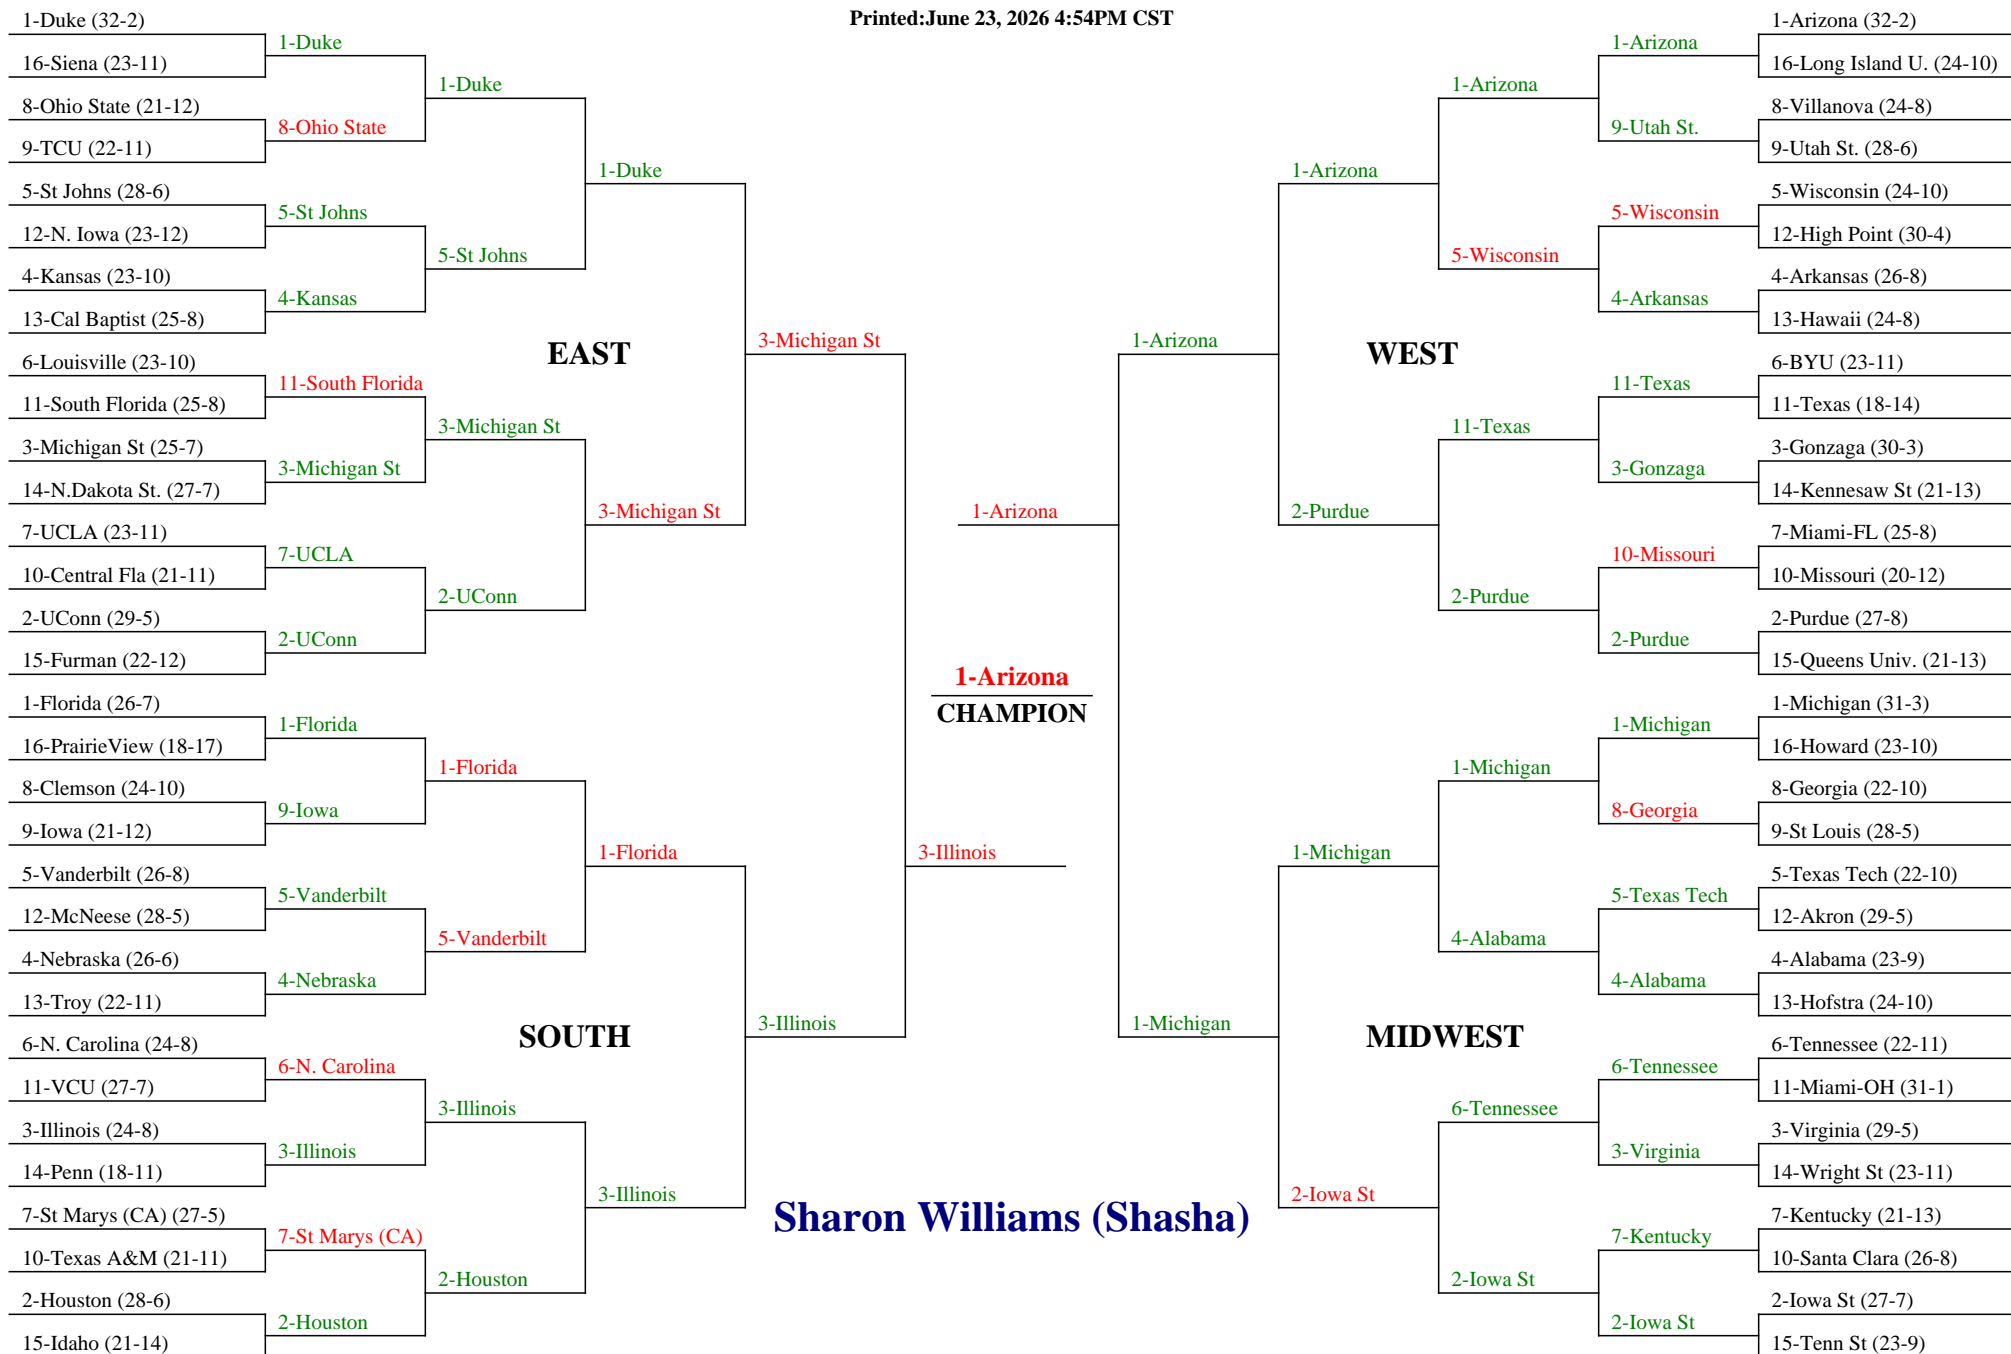 Printed:June 23, 2026 4:54PM CST
1-Duke (32-2)
16-Siena (23-11)
8-Ohio State (21-12)
9-TCU (22-11)
5-St Johns (28-6)
12-N. Iowa (23-12)
4-Kansas (23-10)
13-Cal Baptist (25-8)
6-Louisville (23-10)
11-South Florida (25-8)
3-Michigan St (25-7)
14-N.Dakota St. (27-7)
7-UCLA (23-11)
10-Central Fla (21-11)
2-UConn (29-5)
15-Furman (22-12)
1-Florida (26-7)
16-PrairieView (18-17)
8-Clemson (24-10)
9-Iowa (21-12)
5-Vanderbilt (26-8)
12-McNeese (28-5)
4-Nebraska (26-6)
13-Troy (22-11)
6-N. Carolina (24-8)
11-VCU (27-7)
3-Illinois (24-8)
14-Penn (18-11)
7-St Marys (CA) (27-5)
10-Texas A&M (21-11)
2-Houston (28-6)
15-Idaho (21-14)
1-Duke
8-Ohio State
5-St Johns
4-Kansas
11-South Florida
3-Michigan St
7-UCLA
2-UConn
1-Florida
9-Iowa
5-Vanderbilt
4-Nebraska
6-N. Carolina
3-Illinois
7-St Marys (CA)
2-Houston
1-Duke
5-St Johns
3-Michigan St
2-UConn
1-Florida
5-Vanderbilt
3-Illinois
2-Houston
EAST
SOUTH
1-Duke
3-Michigan St
1-Florida
3-Illinois
3-Michigan St
3-Illinois
1-Arizona
3-Illinois
1-Arizona
CHAMPION
Sharon Williams (Shasha)
1-Arizona
1-Michigan
1-Arizona
2-Purdue
1-Michigan
2-Iowa St
WEST
MIDWEST
1-Arizona
5-Wisconsin
11-Texas
2-Purdue
1-Michigan
4-Alabama
6-Tennessee
2-Iowa St
1-Arizona
9-Utah St.
5-Wisconsin
4-Arkansas
11-Texas
3-Gonzaga
10-Missouri
2-Purdue
1-Michigan
8-Georgia
5-Texas Tech
4-Alabama
6-Tennessee
3-Virginia
7-Kentucky
2-Iowa St
1-Arizona (32-2)
16-Long Island U. (24-10)
8-Villanova (24-8)
9-Utah St. (28-6)
5-Wisconsin (24-10)
12-High Point (30-4)
4-Arkansas (26-8)
13-Hawaii (24-8)
6-BYU (23-11)
11-Texas (18-14)
3-Gonzaga (30-3)
14-Kennesaw St (21-13)
7-Miami-FL (25-8)
10-Missouri (20-12)
2-Purdue (27-8)
15-Queens Univ. (21-13)
1-Michigan (31-3)
16-Howard (23-10)
8-Georgia (22-10)
9-St Louis (28-5)
5-Texas Tech (22-10)
12-Akron (29-5)
4-Alabama (23-9)
13-Hofstra (24-10)
6-Tennessee (22-11)
11-Miami-OH (31-1)
3-Virginia (29-5)
14-Wright St (23-11)
7-Kentucky (21-13)
10-Santa Clara (26-8)
2-Iowa St (27-7)
15-Tenn St (23-9)